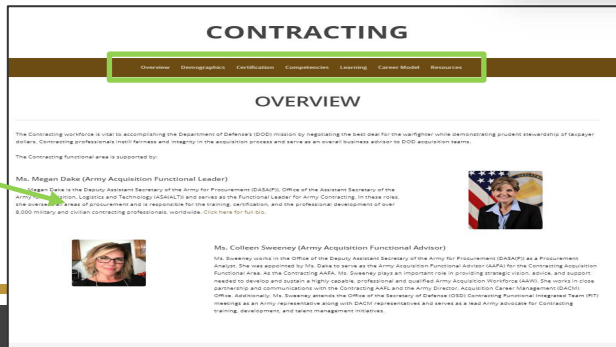 CONTRACTING
Overview Demographics Certification Competencies Learning Career Model Resources
OVERVIEW
The Contracting workforce is vital to accomplishing the Department of Defense's (DOD) mission by negotiating the best deal for the warfighter while demonstrating prudent stewardship of taxpayer
dollars. Contracting professionals instill fairness and integrity in the acquisition process and serve as an overall business advisor to DOD acquisition teams.
The Contracting functional area is supported by:
Ms. Megan Dake (Army Acquisition Functional Leader)
Megan Dake is the Deputy Assistant Secretary of the Army for Procurement (DASA(P)), Office of the Assistant Secretary of the
Army for Acquisition, Logistics and Technology (ASA(ALT)) and serves as the Functional Leader for Army Contracting. In these roles,
she oversees all areas of procurement and is responsible for the training, certification, and the professional development of over
8,000 military and civilian contracting professionals, worldwide. Click here for full bio.
Ms. Colleen Sweeney (Army Acquisition Functional Advisor)
Ms. Sweeney works in the Office of the Deputy Assistant Secretary of the Army for Procurement (DASA(P)) as a Procurement
Analyst. She was appointed by Ms. Dake to serve as the Army Acquisition Functional Advisor (AAFA) for the Contracting Acquisition
Functional Area. As the Contracting AAFA, Ms. Sweeney plays an important role in providing strategic vision, advice, and support
needed to develop and sustain a highly capable, professional and qualified Army Acquisition Workforce (AAW). She works in close
partnership and communications with the Contracting AAFL and the Army Director, Acquisition Career Management (DACM)
Office. Additionally, Ms. Sweeney attends the Office of the Secretary of Defense (OSD) Contracting Functional Integrated Team (FIT)
meetings as an Army representative along with DACM representatives and serves as a lead Army advocate for Contracting
training, development, and talent management initiatives.